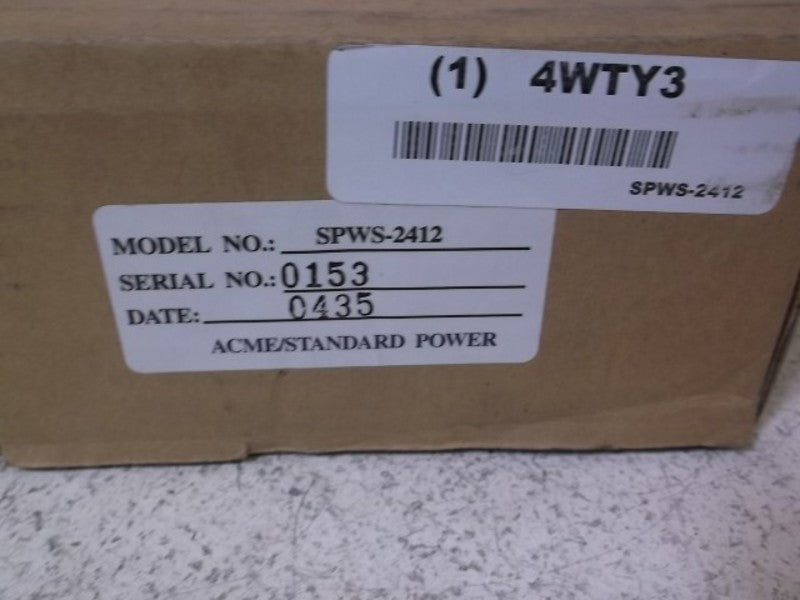 (1) 4WTY3
SPWS-2412
MODEL NO.: SPWS-2412
SERIAL NO.: 0153
DATE: 0435
ACME/STANDARD POWER